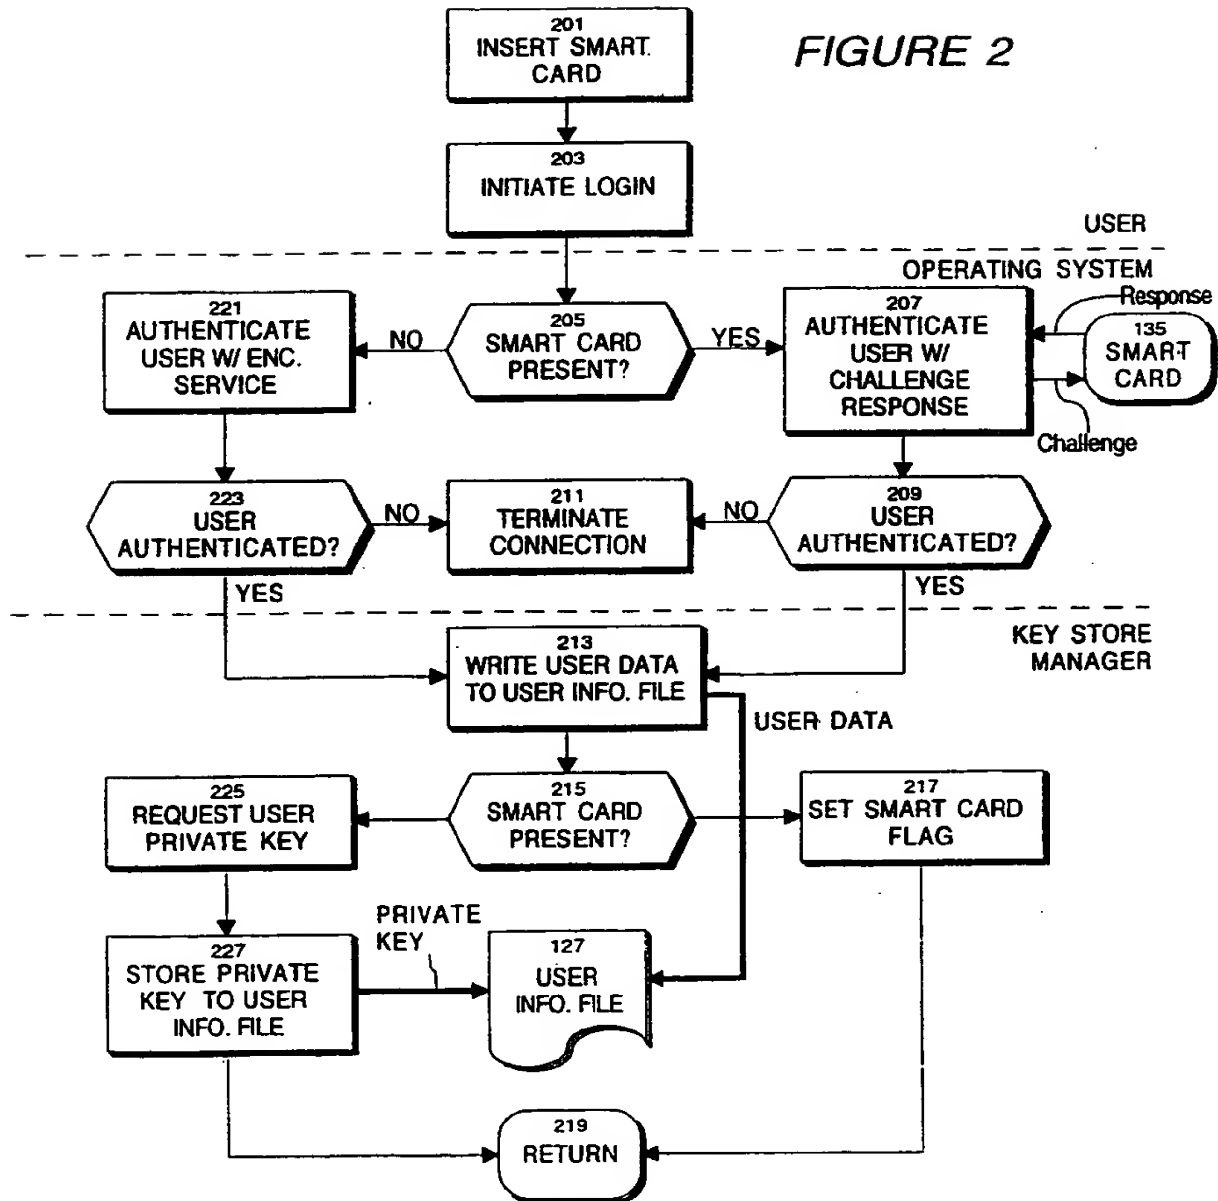 FIGURE 2
201
INSERT SMART.
CARD
203
INITIATE LOGIN
USER
OPERATING SYSTEM
221
AUTHENTICATE
USER W/ ENC.
SERVICE
NO
205
SMART CARD
PRESENT?
YES
207
AUTHENTICATE
USER W/
CHALLENGE
RESPONSE
Response
135
SMART
CARD
Challenge
223
USER
AUTHENTICATED?
NO
211
TERMINATE
CONNECTION
NO
209
USER
AUTHENTICATED?
YES
YES
KEY STORE
MANAGER
213
WRITE USER DATA
TO USER INFO. FILE
USER DATA
225
REQUEST USER
PRIVATE KEY
215
SMART CARD
PRESENT?
217
SET SMART CARD
FLAG
PRIVATE
KEY
227
STORE PRIVATE
KEY TO USER
INFO. FILE
127
USER
INFO. FILE
219
RETURN